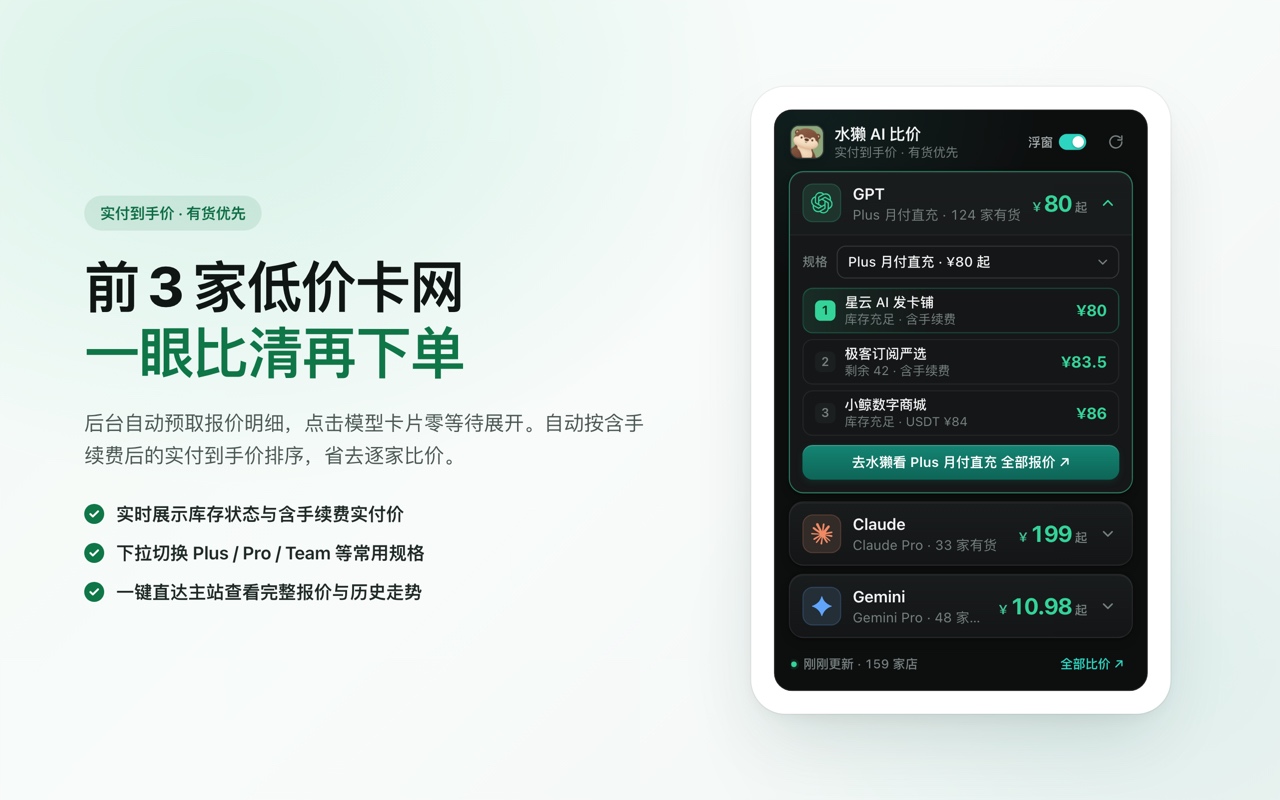 实付到手价 · 有货优先
前 3 家低价卡网
一眼比清再下单
后台自动预取报价明细，点击模型卡片零等待展开。自动按含手
续费后的实付到手价排序，省去逐家比价。
实时展示库存状态与含手续费实付价
下拉切换 Plus / Pro / Team 等常用规格
一键直达主站查看完整报价与历史走势
水獭 AI 比价
实付到手价 · 有货优先
浮窗
GPT
Plus 月付直充 · 124 家有货
¥ 80 起
规格
Plus 月付直充 · ¥80 起
1
星云 AI 发卡铺
库存充足 · 含手续费
¥80
2
极客订阅严选
剩余 42 · 含手续费
¥83.5
3
小鲸数字商城
库存充足 · USDT ¥84
¥86
去水獭看 Plus 月付直充 全部报价 ↗
Claude
Claude Pro · 33 家有货
¥ 199 起
Gemini
Gemini Pro · 48 家...
¥ 10.98 起
刚刚更新 · 159 家店
全部比价 ↗